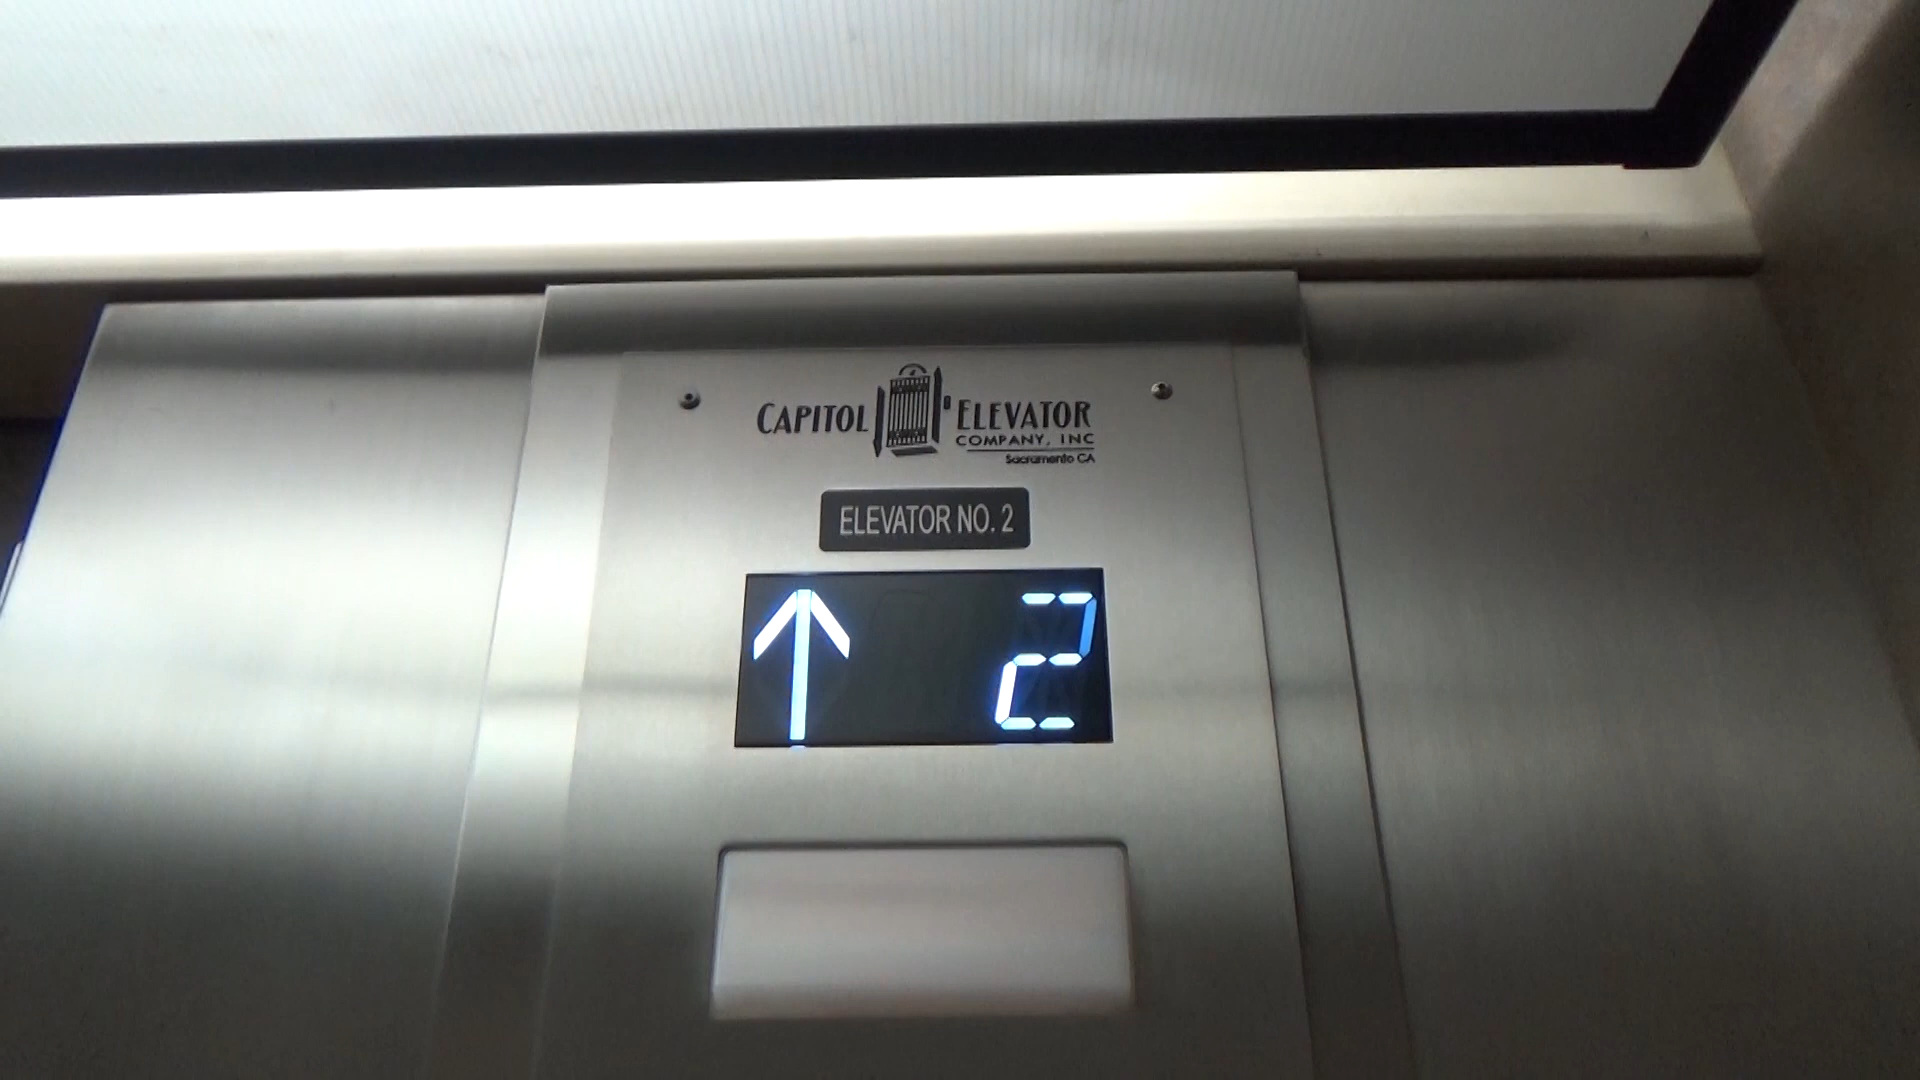 CAPITOL ELEVATOR
COMPANY, INC
Sacramento CA
ELEVATOR NO. 2
↑ 2